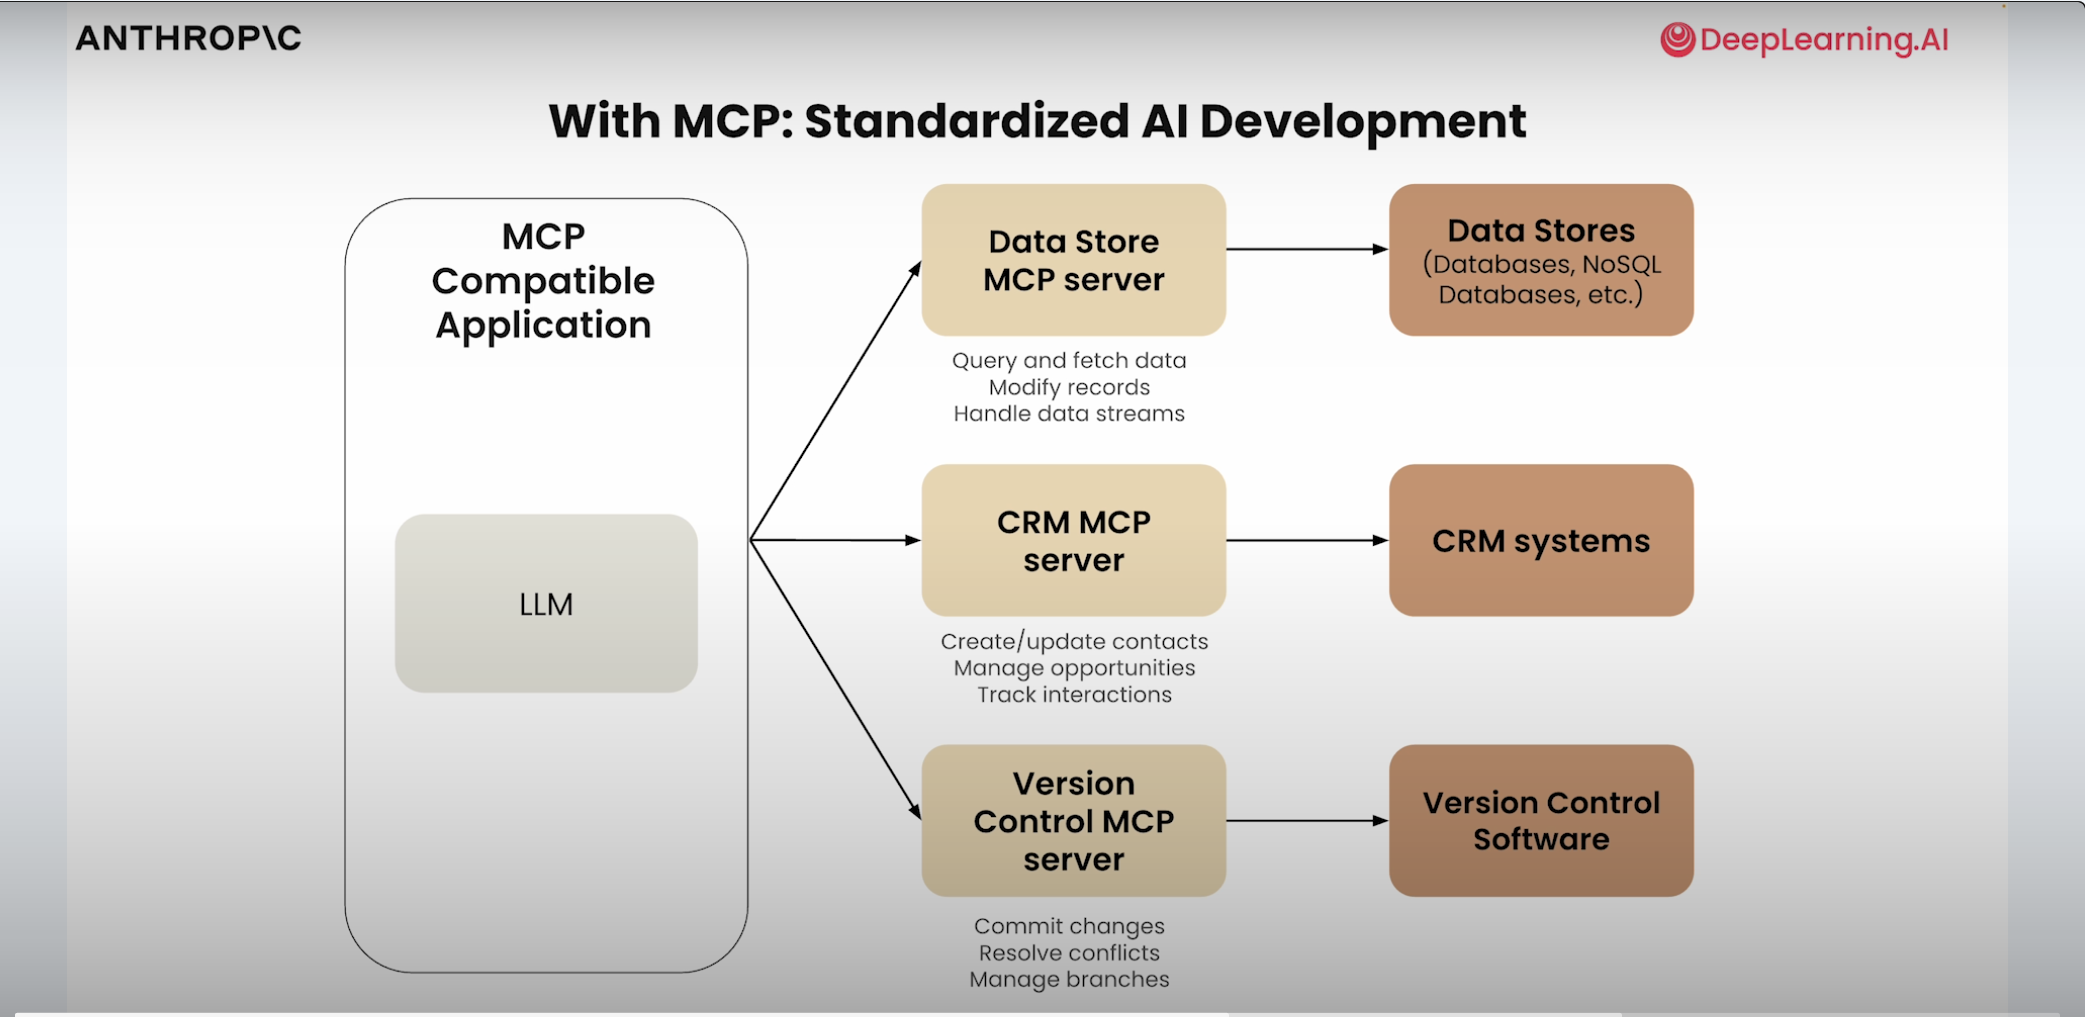 ANTHROP\C
DeepLearning.AI
With MCP: Standardized AI Development
MCP
Compatible
Application
LLM
Data Store
MCP server
Query and fetch data
Modify records
Handle data streams
Data Stores
(Databases, NoSQL
Databases, etc.)
CRM MCP
server
Create/update contacts
Manage opportunities
Track interactions
CRM systems
Version
Control MCP
server
Commit changes
Resolve conflicts
Manage branches
Version Control
Software